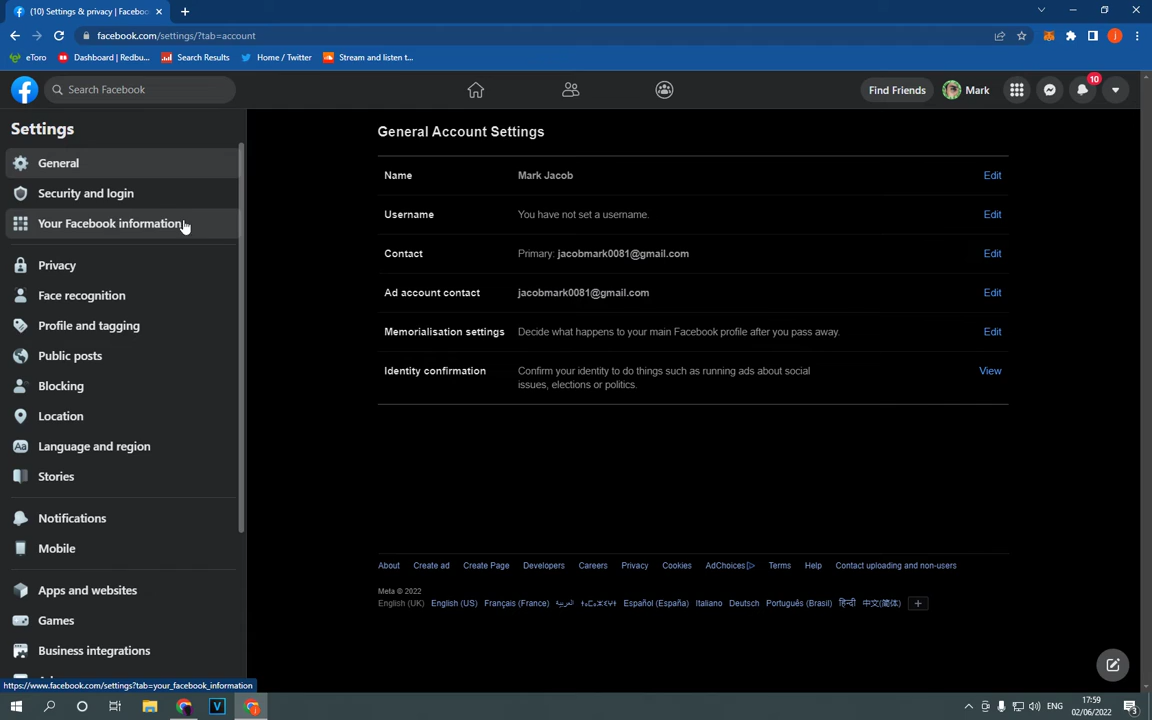 (10) Settings & privacy | Faceboo
facebook.com/settings/?tab=account
eToro
Dashboard | Redbu...
Search Results
Home / Twitter
Stream and listen t...
Search Facebook
Find Friends
Mark
10
Settings
General
Security and login
Your Facebook information
Privacy
Face recognition
Profile and tagging
Public posts
Blocking
Location
Language and region
Stories
Notifications
Mobile
Apps and websites
Games
Business integrations
General Account Settings
Name Mark Jacob Edit
Username You have not set a username. Edit
Contact Primary: jacobmark0081@gmail.com Edit
Ad account contact jacobmark0081@gmail.com Edit
Memorialisation settings Decide what happens to your main Facebook profile after you pass away. Edit
Identity confirmation Confirm your identity to do things such as running ads about social View
issues, elections or politics.
About Create ad Create Page Developers Careers Privacy Cookies AdChoices Terms Help Contact uploading and non-users
Meta © 2022
English (UK) English (US) Français (France) العربية Español (España) Italiano Deutsch Português (Brasil) हिन्दी 中文(简体)
https://www.facebook.com/settings?tab=your_facebook_information
ENG
17:59
02/06/2022
3